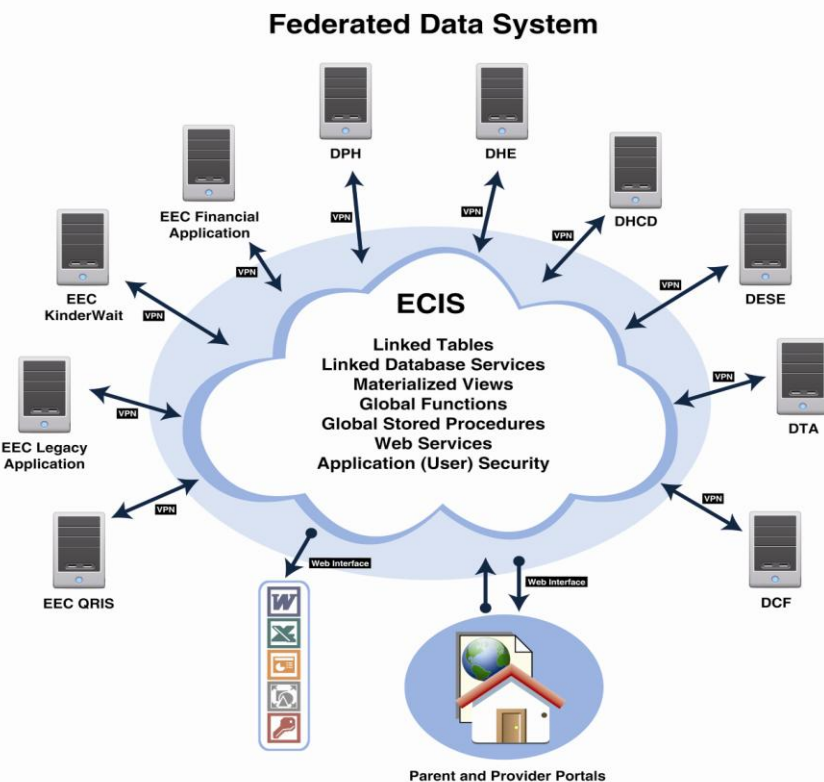 Federated Data System
DPH
DHE
EEC Financial
Application
DHCD
EEC
KinderWait
DESE
EEC Legacy
Application
DTA
EEC QRIS
DCF
VPN
VPN
VPN
VPN
VPN
VPN
VPN
VPN
VPN
VPN
ECIS
Linked Tables
Linked Database Services
Materialized Views
Global Functions
Global Stored Procedures
Web Services
Application (User) Security
Web Interface
Web Interface
W
X
Parent and Provider Portals